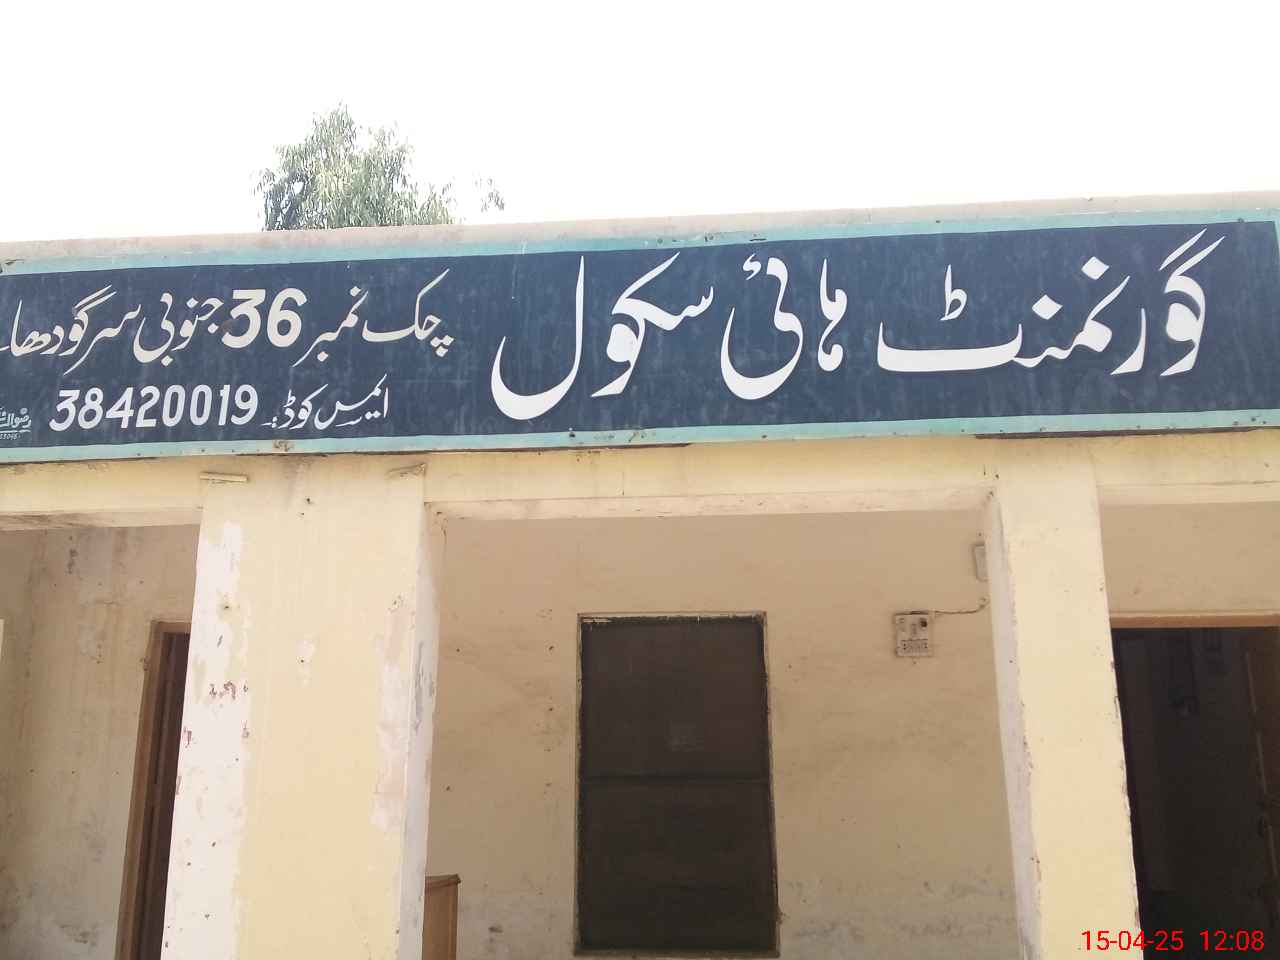 گورنمنٹ ہائی سکول
چک نمبر 36 جنوبی سرگودھا
ایمس کوڈ: 38420019
15-04-25 12:08